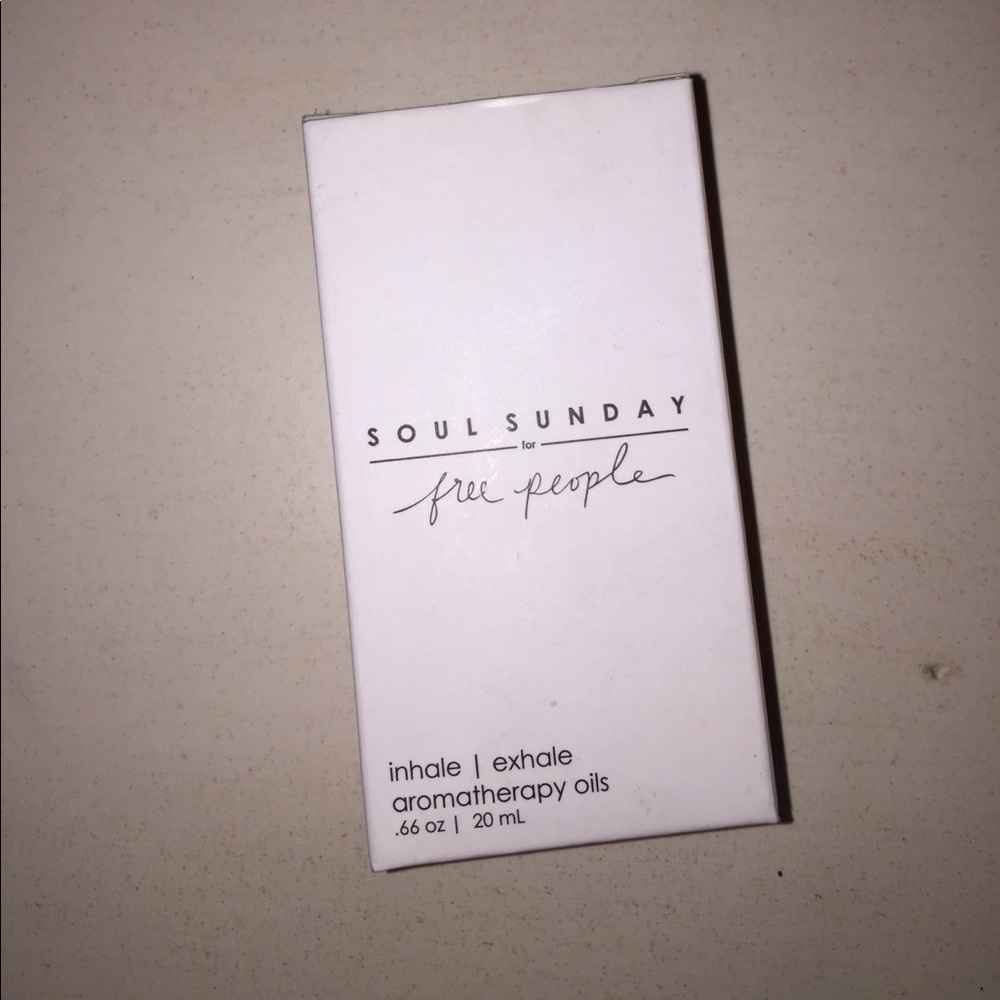 SOUL SUNDAY
for
free people
inhale | exhale
aromatherapy oils
.66 oz | 20 mL